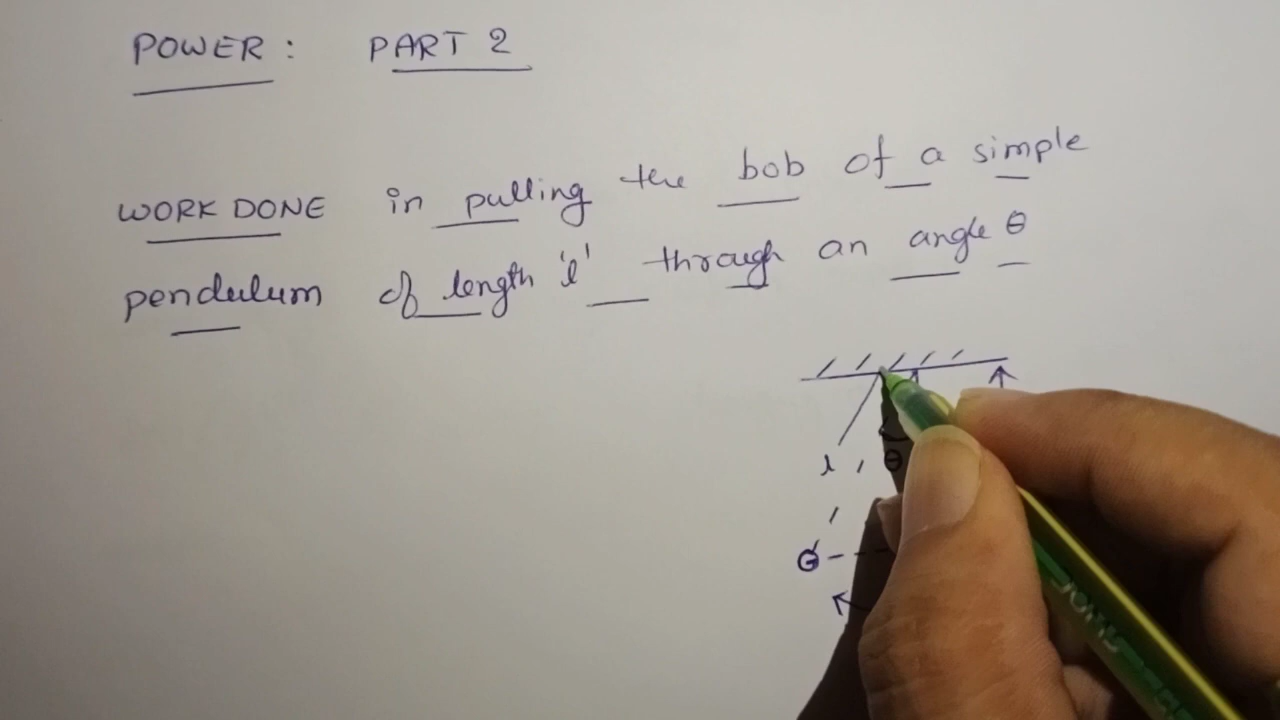 POWER: PART 2
WORK DONE in pulling the bob of a simple
pendulum of length 'l' through an angle θ
l θ